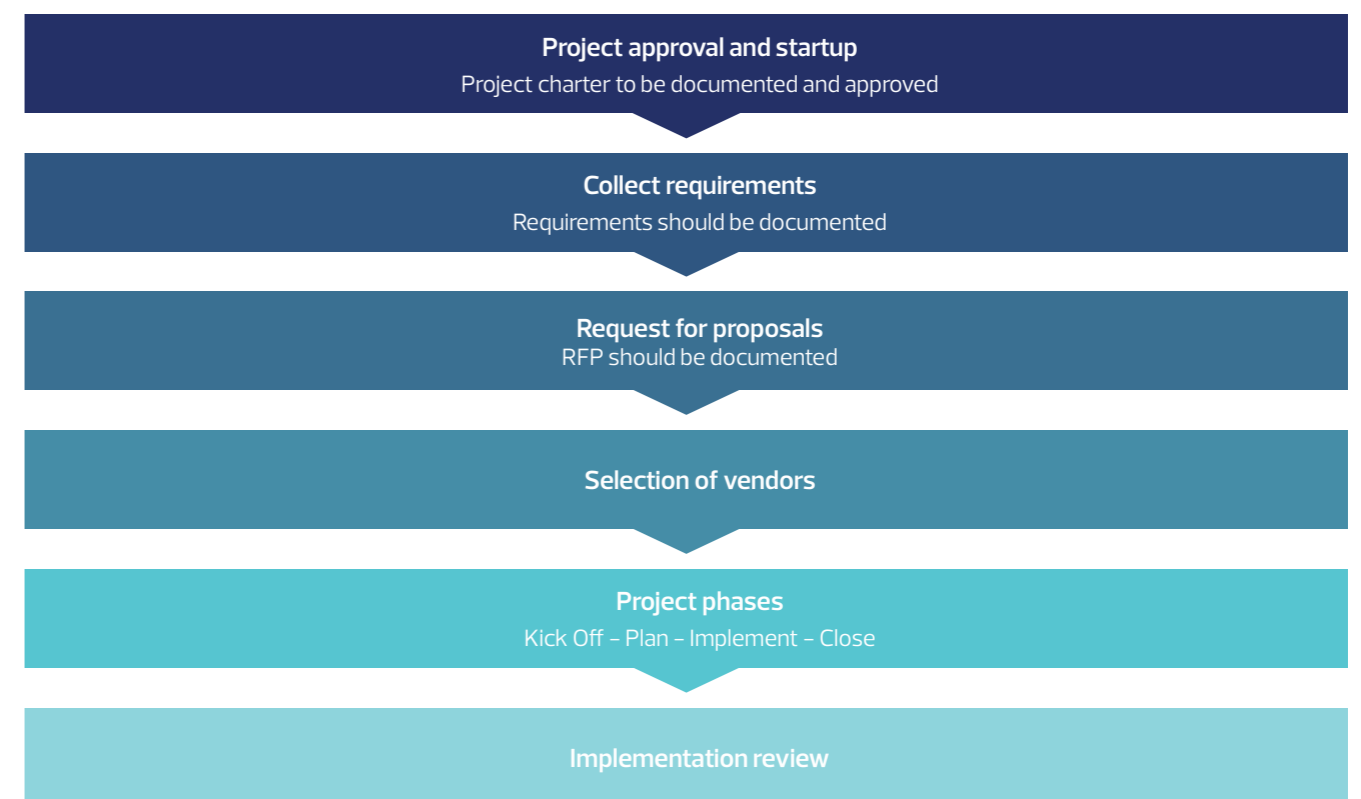 Project approval and startup
Project charter to be documented and approved
Collect requirements
Requirements should be documented
Request for proposals
RFP should be documented
Selection of vendors
Project phases
Kick Off – Plan – Implement – Close
Implementation review